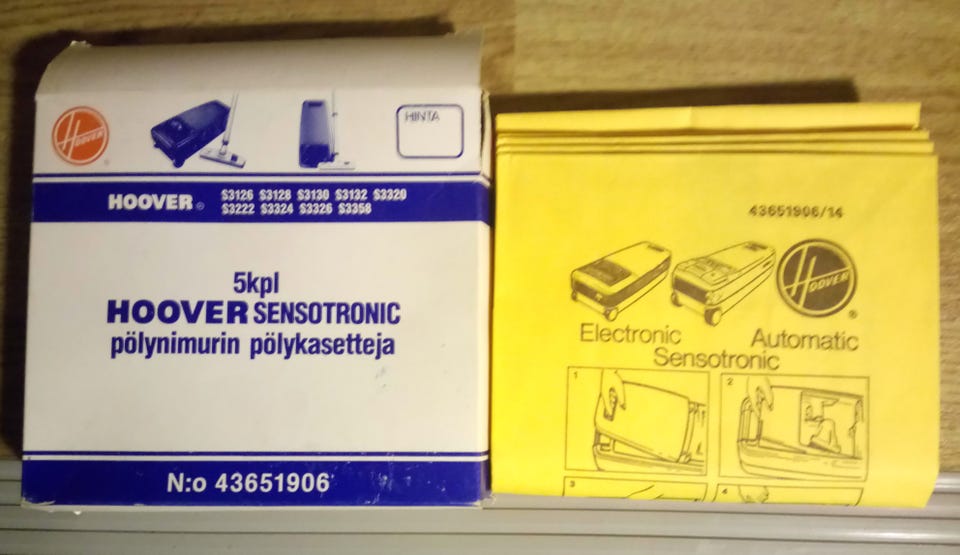 HOOVER
HINTA
HOOVER® S3126 S3128 S3130 S3132 S3320
S3222 S3324 S3326 S3358
5kpl
HOOVER SENSOTRONIC
pölynimurin pölykasetteja
N:o 43651906
43651906/14
HOOVER®
Electronic Automatic
Sensotronic
1 2
3 4